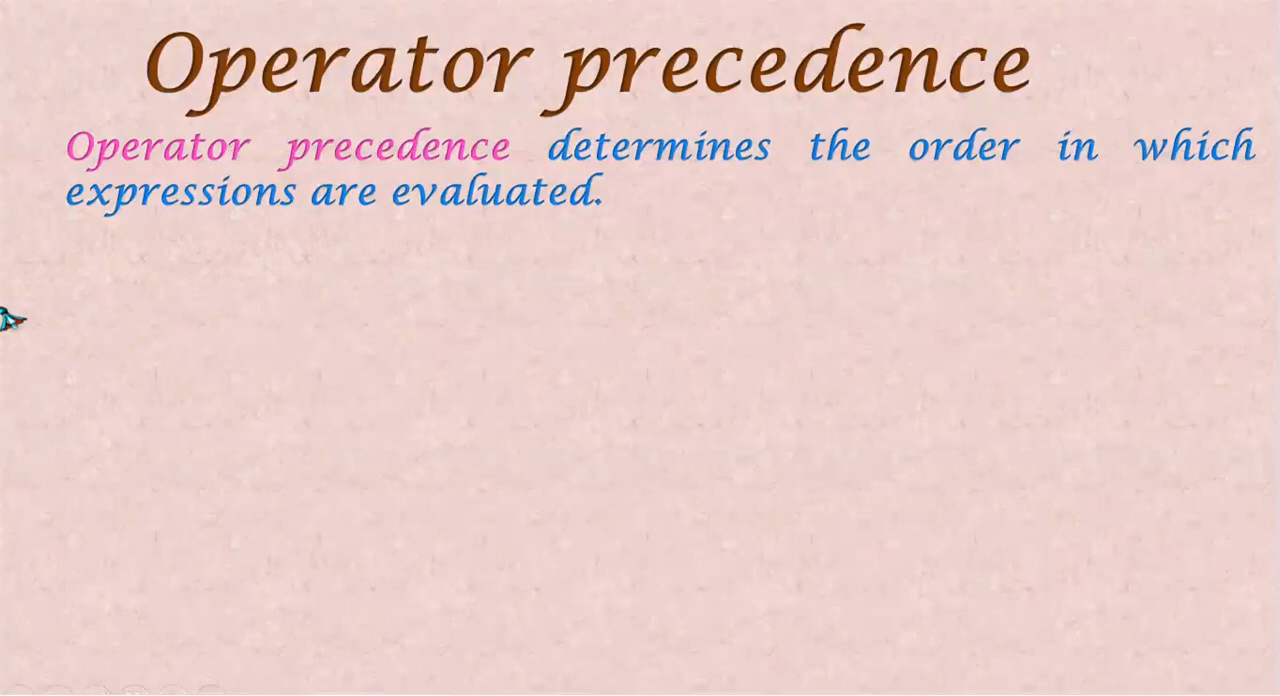 Operator precedence
Operator precedence determines the order in which
expressions are evaluated.